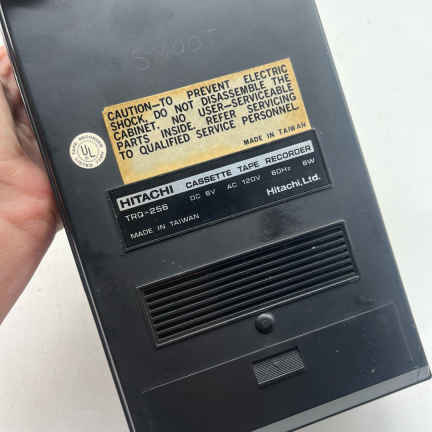 CAUTION—TO PREVENT ELECTRIC
SHOCK, DO NOT DISASSEMBLE THE
CABINET. NO USER-SERVICEABLE
PARTS INSIDE. REFER SERVICING
TO QUALIFIED SERVICE PERSONNEL.
MADE IN TAIWAN
UL
HITACHI CASSETTE TAPE RECORDER
TRQ-256 DC 6V AC 120V 60Hz 6W
MADE IN TAIWAN Hitachi, Ltd.